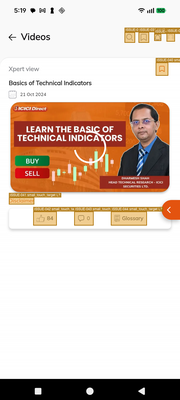 5:19
Videos
Xpert view
Basics of Technical Indicators
21 Oct 2024
ICICI Direct
LEARN THE BASIC OF
TECHNICAL INDICATORS
BUY
SELL
DHARMESH SHAH
HEAD TECHNICAL RESEARCH - ICICI
SECURITIES LTD.
84
0
Glossary